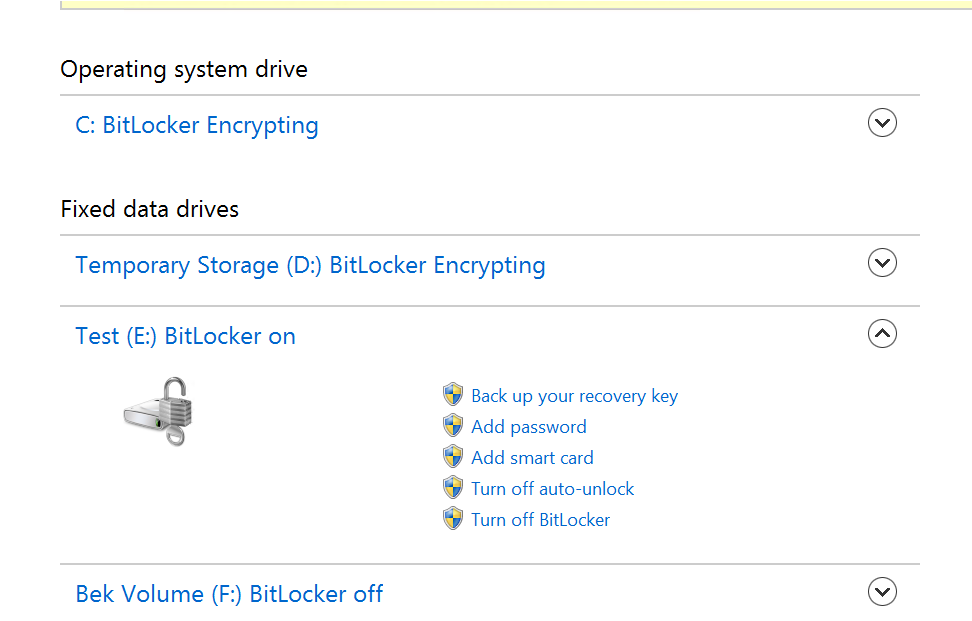 Operating system drive
C: BitLocker Encrypting
Fixed data drives
Temporary Storage (D:) BitLocker Encrypting
Test (E:) BitLocker on
Back up your recovery key
Add password
Add smart card
Turn off auto-unlock
Turn off BitLocker
Bek Volume (F:) BitLocker off